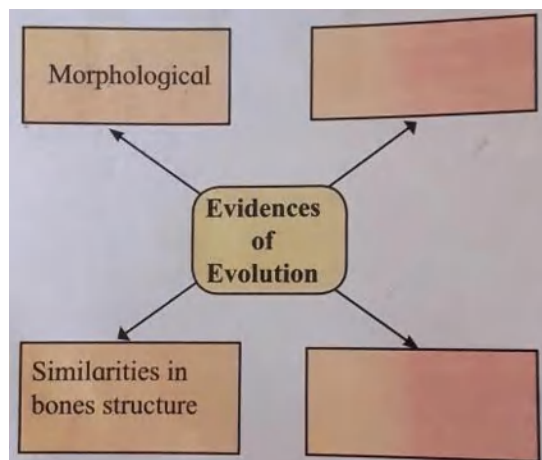 Morphological
Evidences
of
Evolution
Similarities in
bones structure